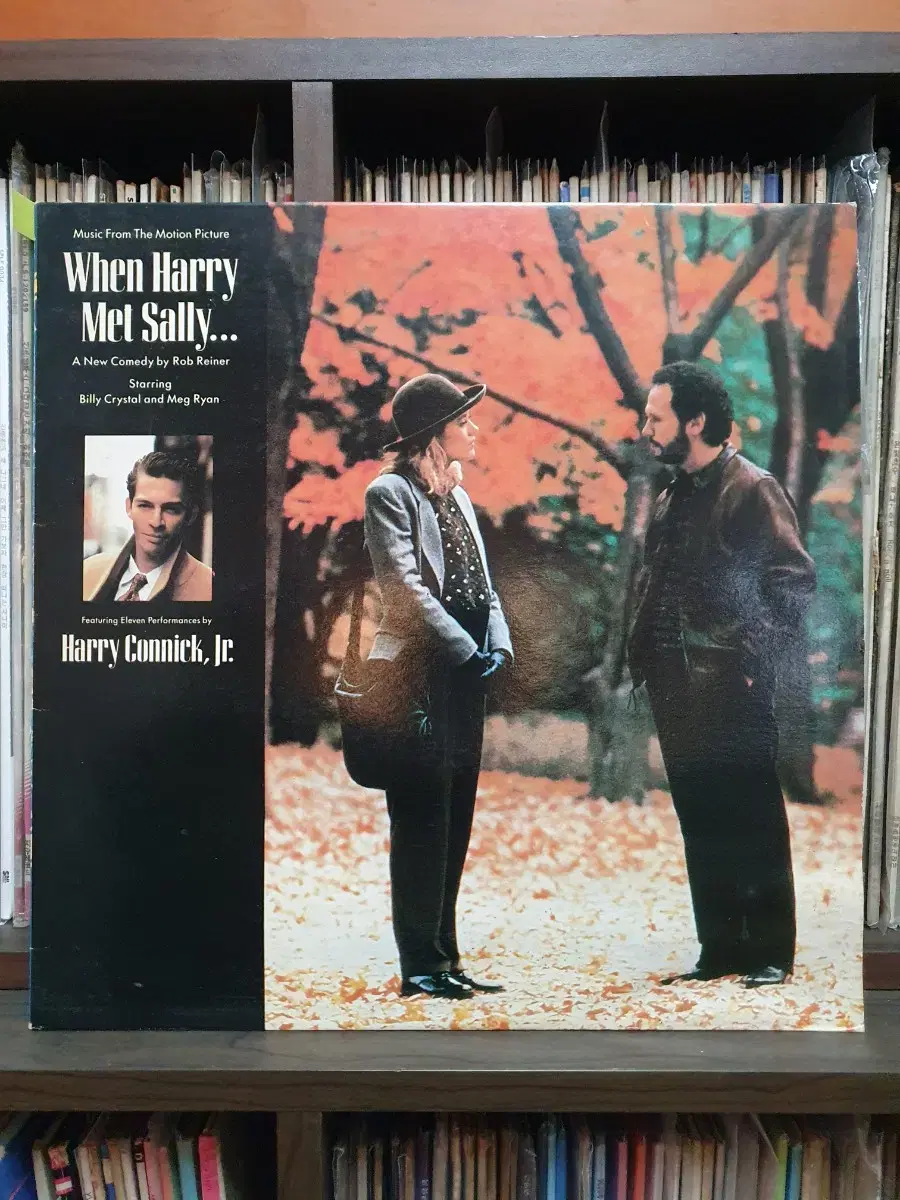 Music From The Motion Picture
When Harry
Met Sally...
A New Comedy by Rob Reiner
Starring
Billy Crystal and Meg Ryan
Featuring Eleven Performances by
Harry Connick, Jr.